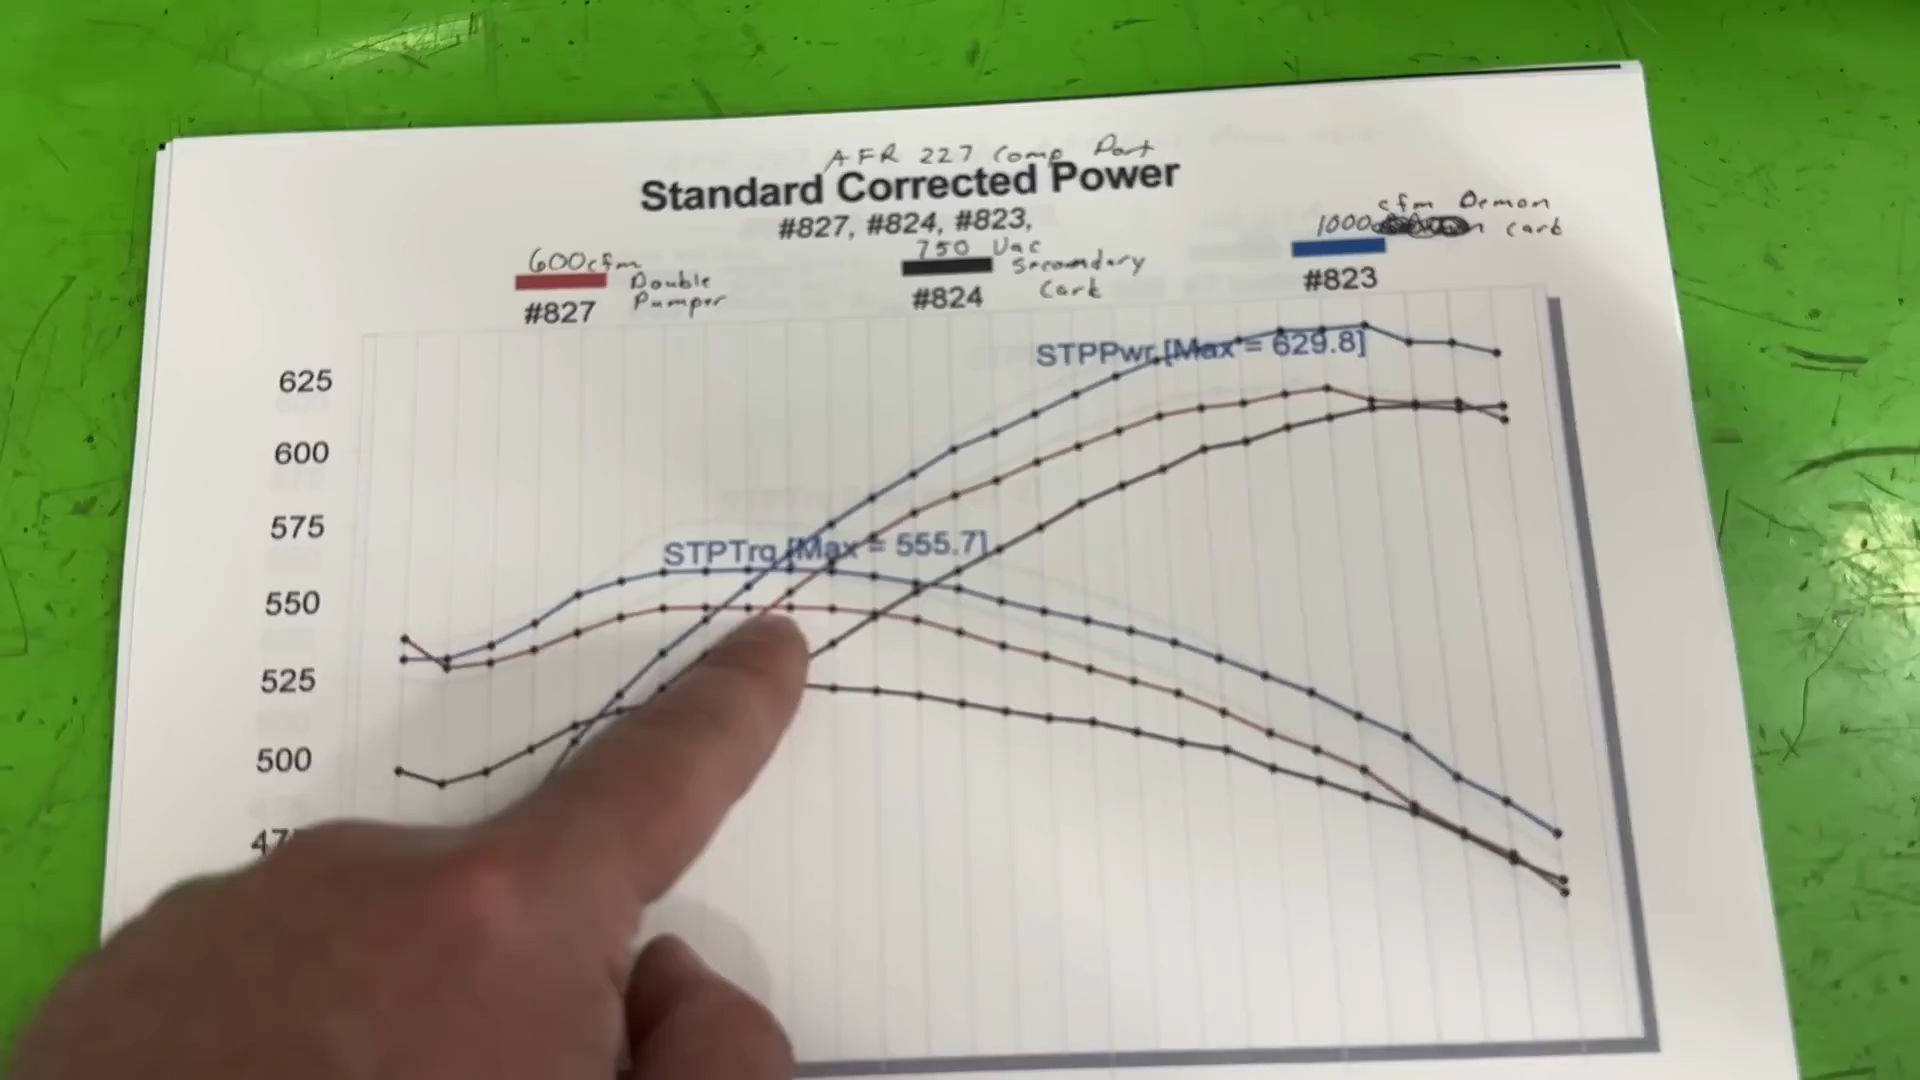 AFR 227 Comp Port
Standard Corrected Power
#827, #824, #823,
600cfm
Double
Pumper
#827
750 Vac
Secondary
Carb
#824
cfm Demon
1000 Carb
#823
STPPwr [Max = 629.8]
STPTrq [Max = 555.7]
625
600
575
550
525
500